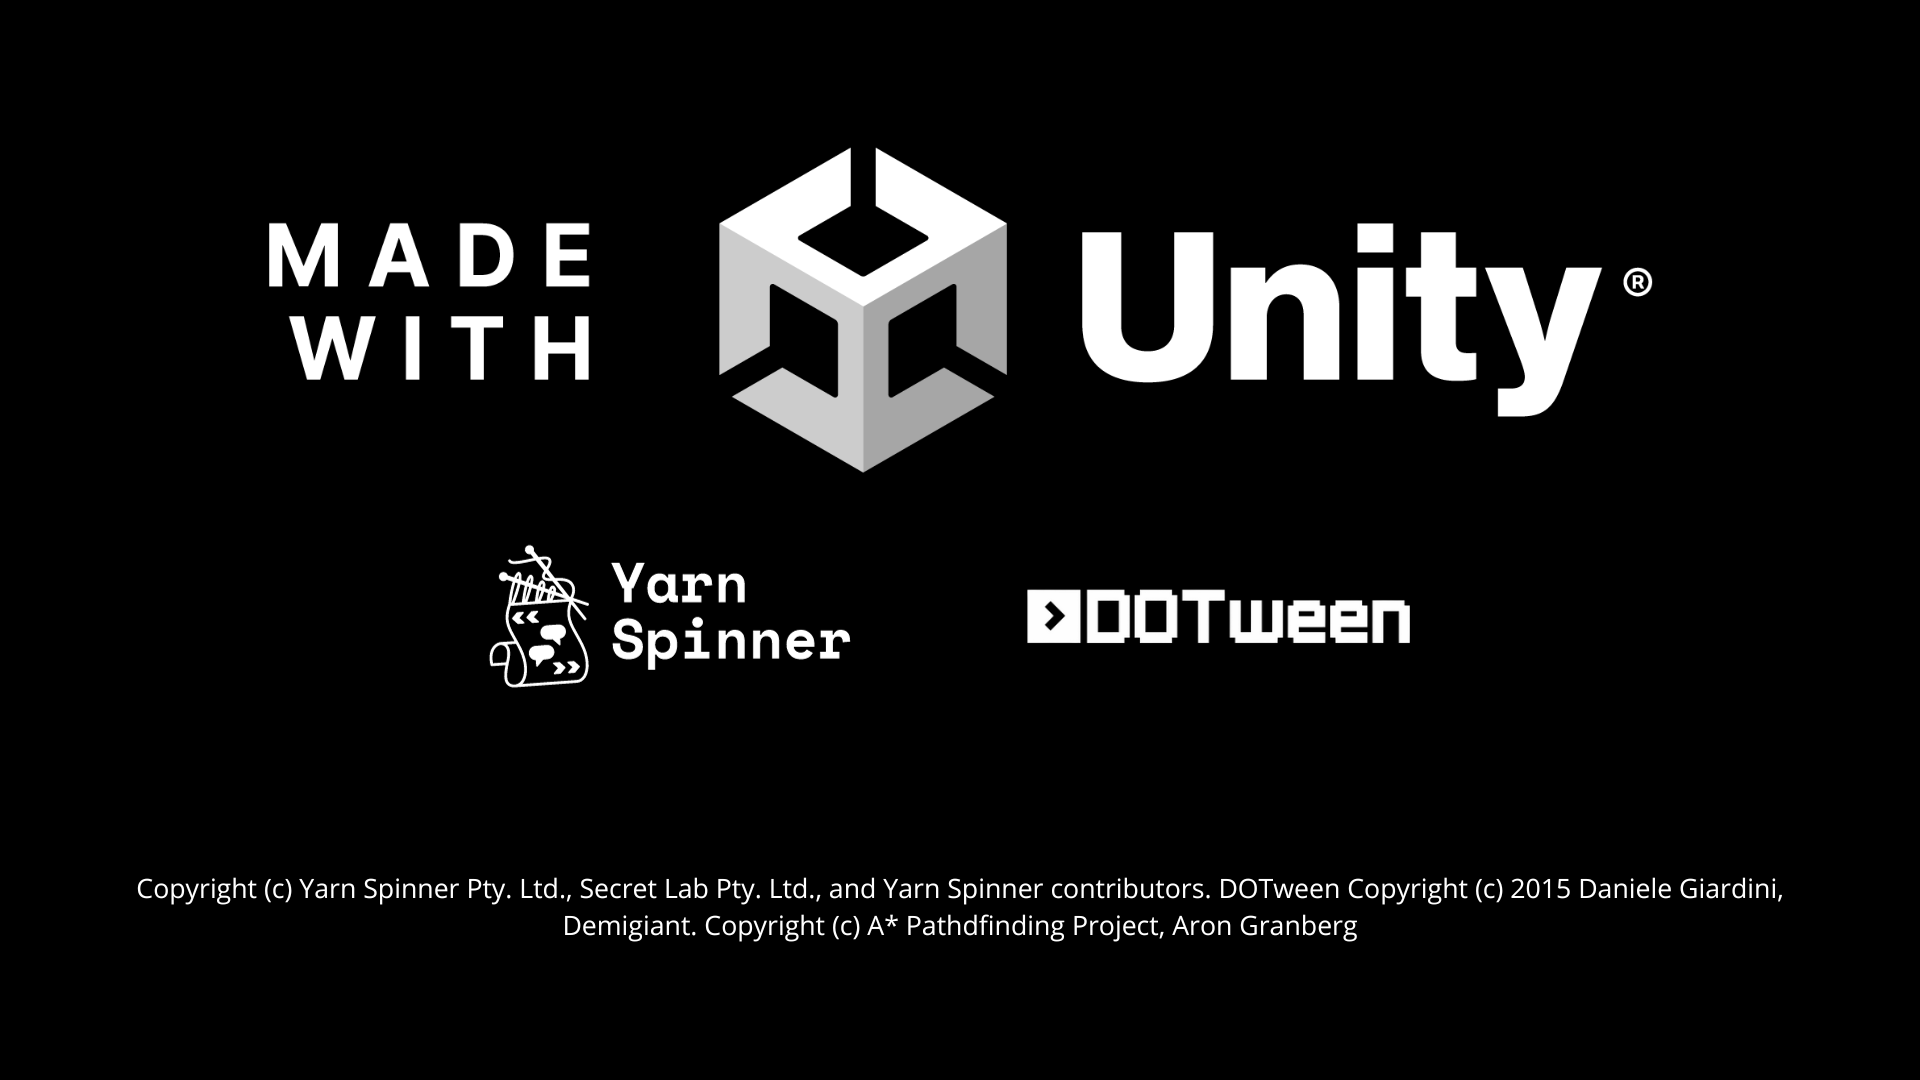 MADE
WITH
Unity ®
Yarn
Spinner
DOTween
Copyright (c) Yarn Spinner Pty. Ltd., Secret Lab Pty. Ltd., and Yarn Spinner contributors. DOTween Copyright (c) 2015 Daniele Giardini,
Demigiant. Copyright (c) A* Pathdfinding Project, Aron Granberg